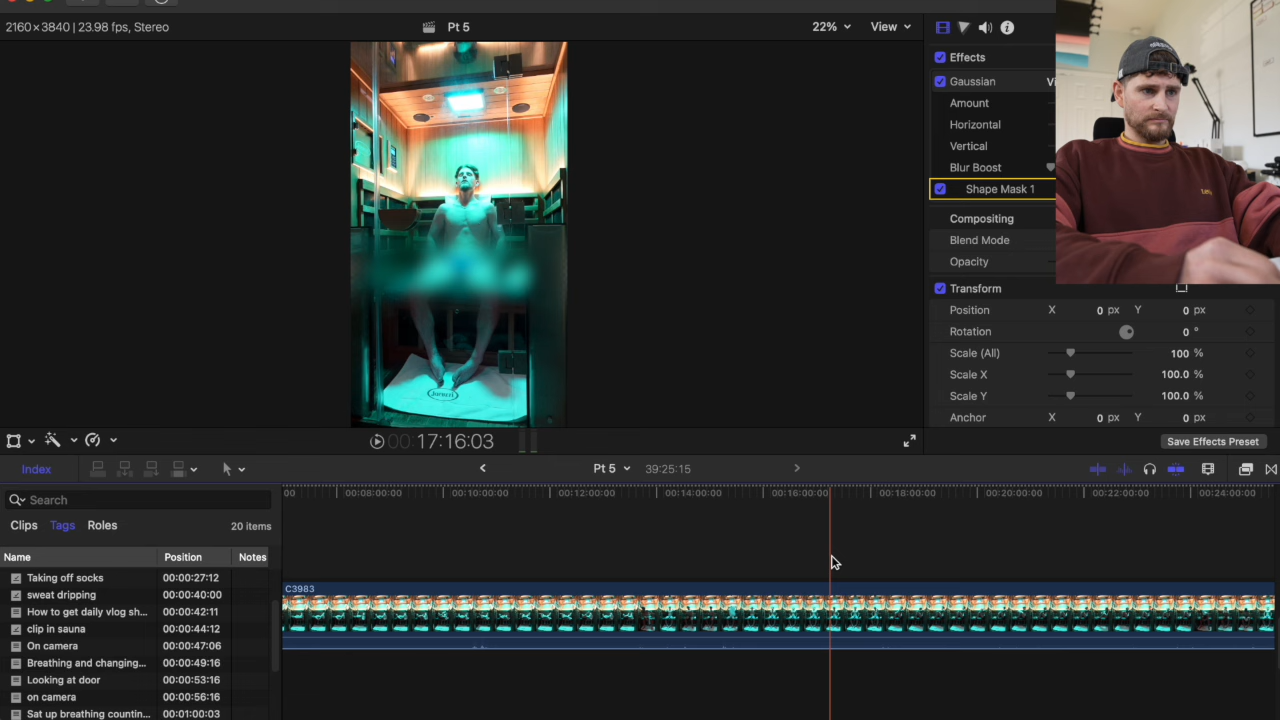 2160×3840 | 23.98 fps, Stereo
Pt 5
22%
View
Effects
Gaussian
Amount
Horizontal
Vertical
Blur Boost
Shape Mask 1
Compositing
Blend Mode
Opacity
Transform
Position X 0 px Y 0 px
Rotation 0 °
Scale (All) 100 %
Scale X 100.0 %
Scale Y 100.0 %
Anchor X 0 px Y 0 px
00:17:16:03
Save Effects Preset
Index
Pt 5
39:25:15
Search
Clips Tags Roles 20 items
Name Position Notes
Taking off socks 00:00:27:12
sweat dripping 00:00:40:00
How to get daily vlog sh... 00:00:42:11
clip in sauna 00:00:44:12
On camera 00:00:47:06
Breathing and changing... 00:00:49:16
Looking at door 00:00:53:16
on camera 00:00:56:16
Sat up breathing countin... 00:01:00:03
00 00:08:00:00 00:10:00:00 00:12:00:00 00:14:00:00 00:16:00:00 00:18:00:00 00:20:00:00 00:22:00:00 00:24:00:00
C3983